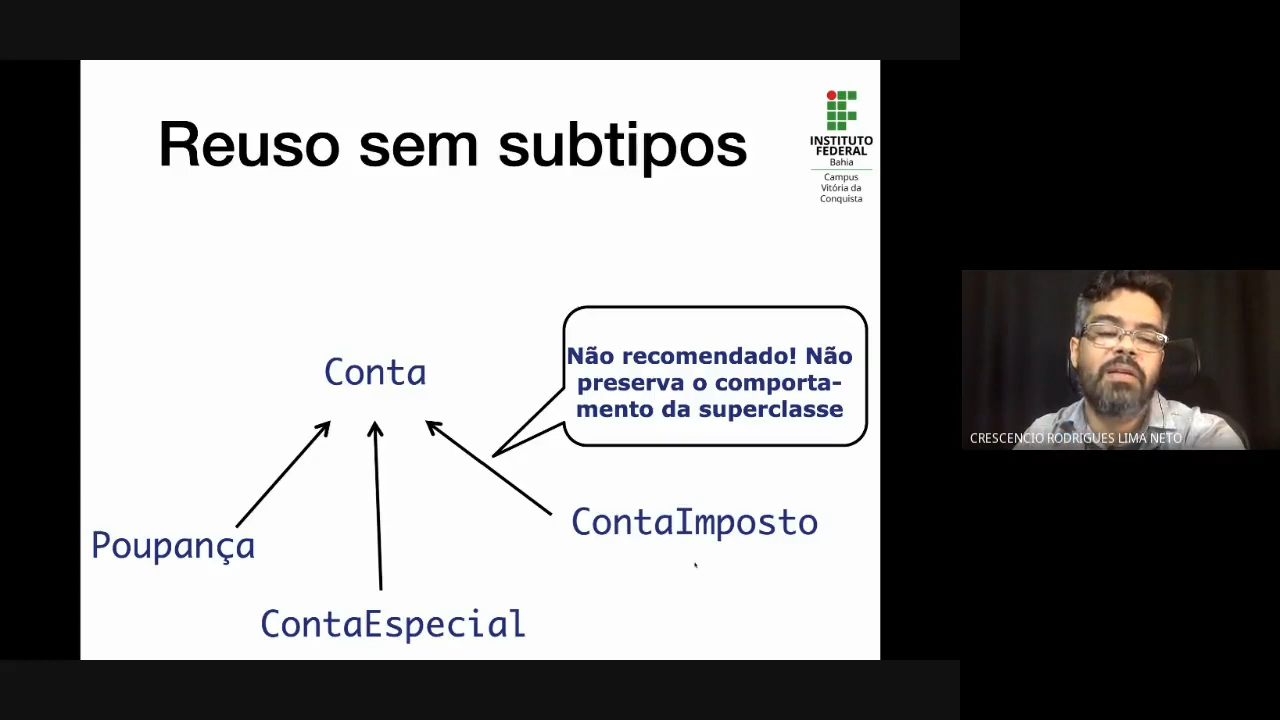 Reuso sem subtipos
INSTITUTO
FEDERAL
Bahia
Campus
Vitória da
Conquista
Não recomendado! Não
preserva o comporta-
mento da superclasse
Conta
ContaImposto
Poupança
ContaEspecial
CRESCENCIO RODRIGUES LIMA NETO